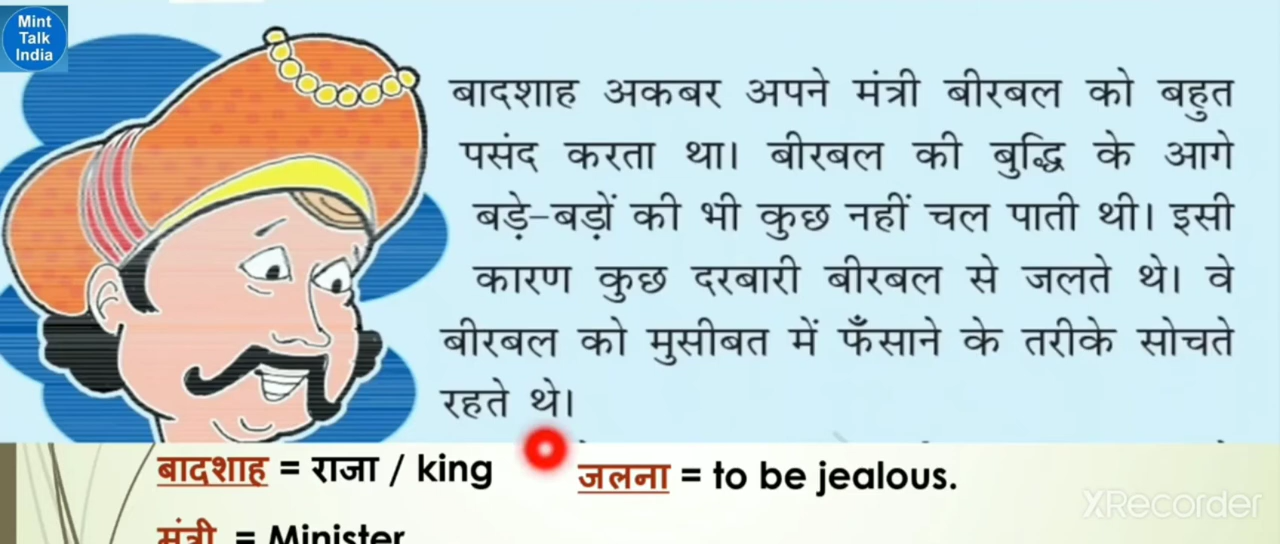 Mint
Talk
India
बादशाह अकबर अपने मंत्री बीरबल को बहुत
पसंद करता था। बीरबल की बुद्धि के आगे
बड़े-बड़ों की भी कुछ नहीं चल पाती थी। इसी
कारण कुछ दरबारी बीरबल से जलते थे। वे
बीरबल को मुसीबत में फँसाने के तरीके सोचते
रहते थे।
बादशाह = राजा / king
जलना = to be jealous.
मंत्री = Minister
XRecorder